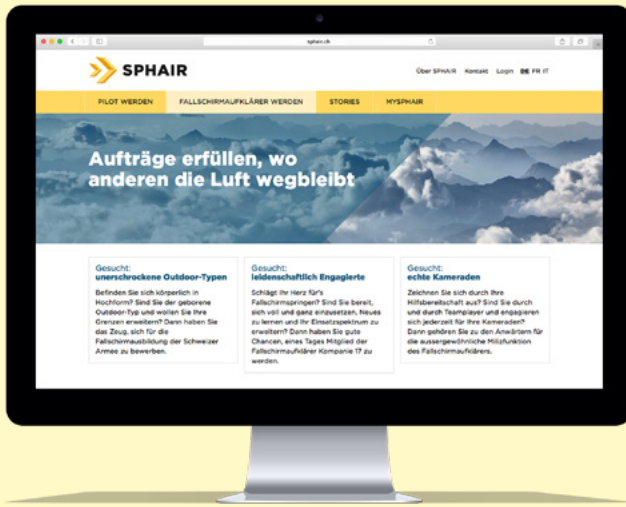 sphair.ch
SPHAIR
Über SPHAIR Kontakt Login DE FR IT
PILOT WERDEN FALLSCHIRMAUFKLÄRER WERDEN STORIES MYSPHAIR
Aufträge erfüllen, wo
anderen die Luft wegbleibt
Gesucht:
unerschrockene Outdoor-Typen
Befinden Sie sich körperlich in
Hochform? Sind Sie der geborene
Outdoor-Typ und wollen Sie Ihre
Grenzen erweitern? Dann haben Sie
das Zeug, sich für die
Fallschirmausbildung der Schweizer
Armee zu bewerben.
Gesucht:
leidenschaftlich Engagierte
Schlägt Ihr Herz für's
Fallschirmspringen? Sind Sie bereit,
sich voll und ganz einzusetzen, Neues
zu lernen und Ihr Einsatzspektrum zu
erweitern? Dann haben Sie gute
Chancen, eines Tages Mitglied der
Fallschirmaufklärer Kompanie 17 zu
werden.
Gesucht:
echte Kameraden
Zeichnen Sie sich durch Ihre
Hilfsbereitschaft aus? Sind Sie durch
und durch Teamplayer und engagieren
sich jederzeit für Ihre Kameraden?
Dann gehören Sie zu den Anwärtern für
die aussergewöhnliche Milizfunktion
des Fallschirmaufklärers.